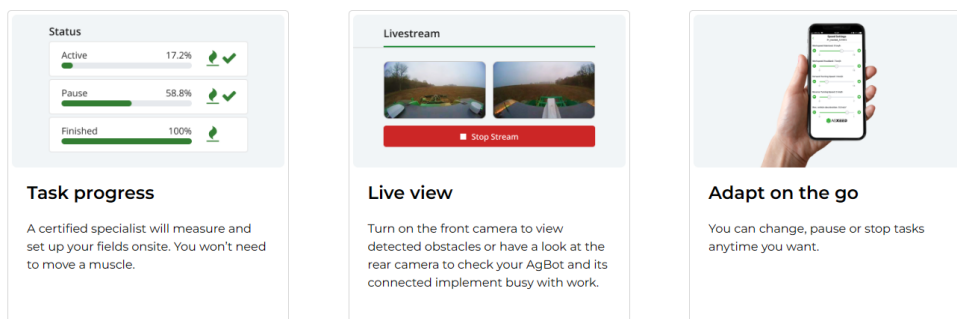 Status
Active 17.2%
Pause 58.8%
Finished 100%
Task progress
A certified specialist will measure and
set up your fields onsite. You won't need
to move a muscle.
Livestream
Stop Stream
Live view
Turn on the front camera to view
detected obstacles or have a look at the
rear camera to check your AgBot and its
connected implement busy with work.
Adapt on the go
You can change, pause or stop tasks
anytime you want.